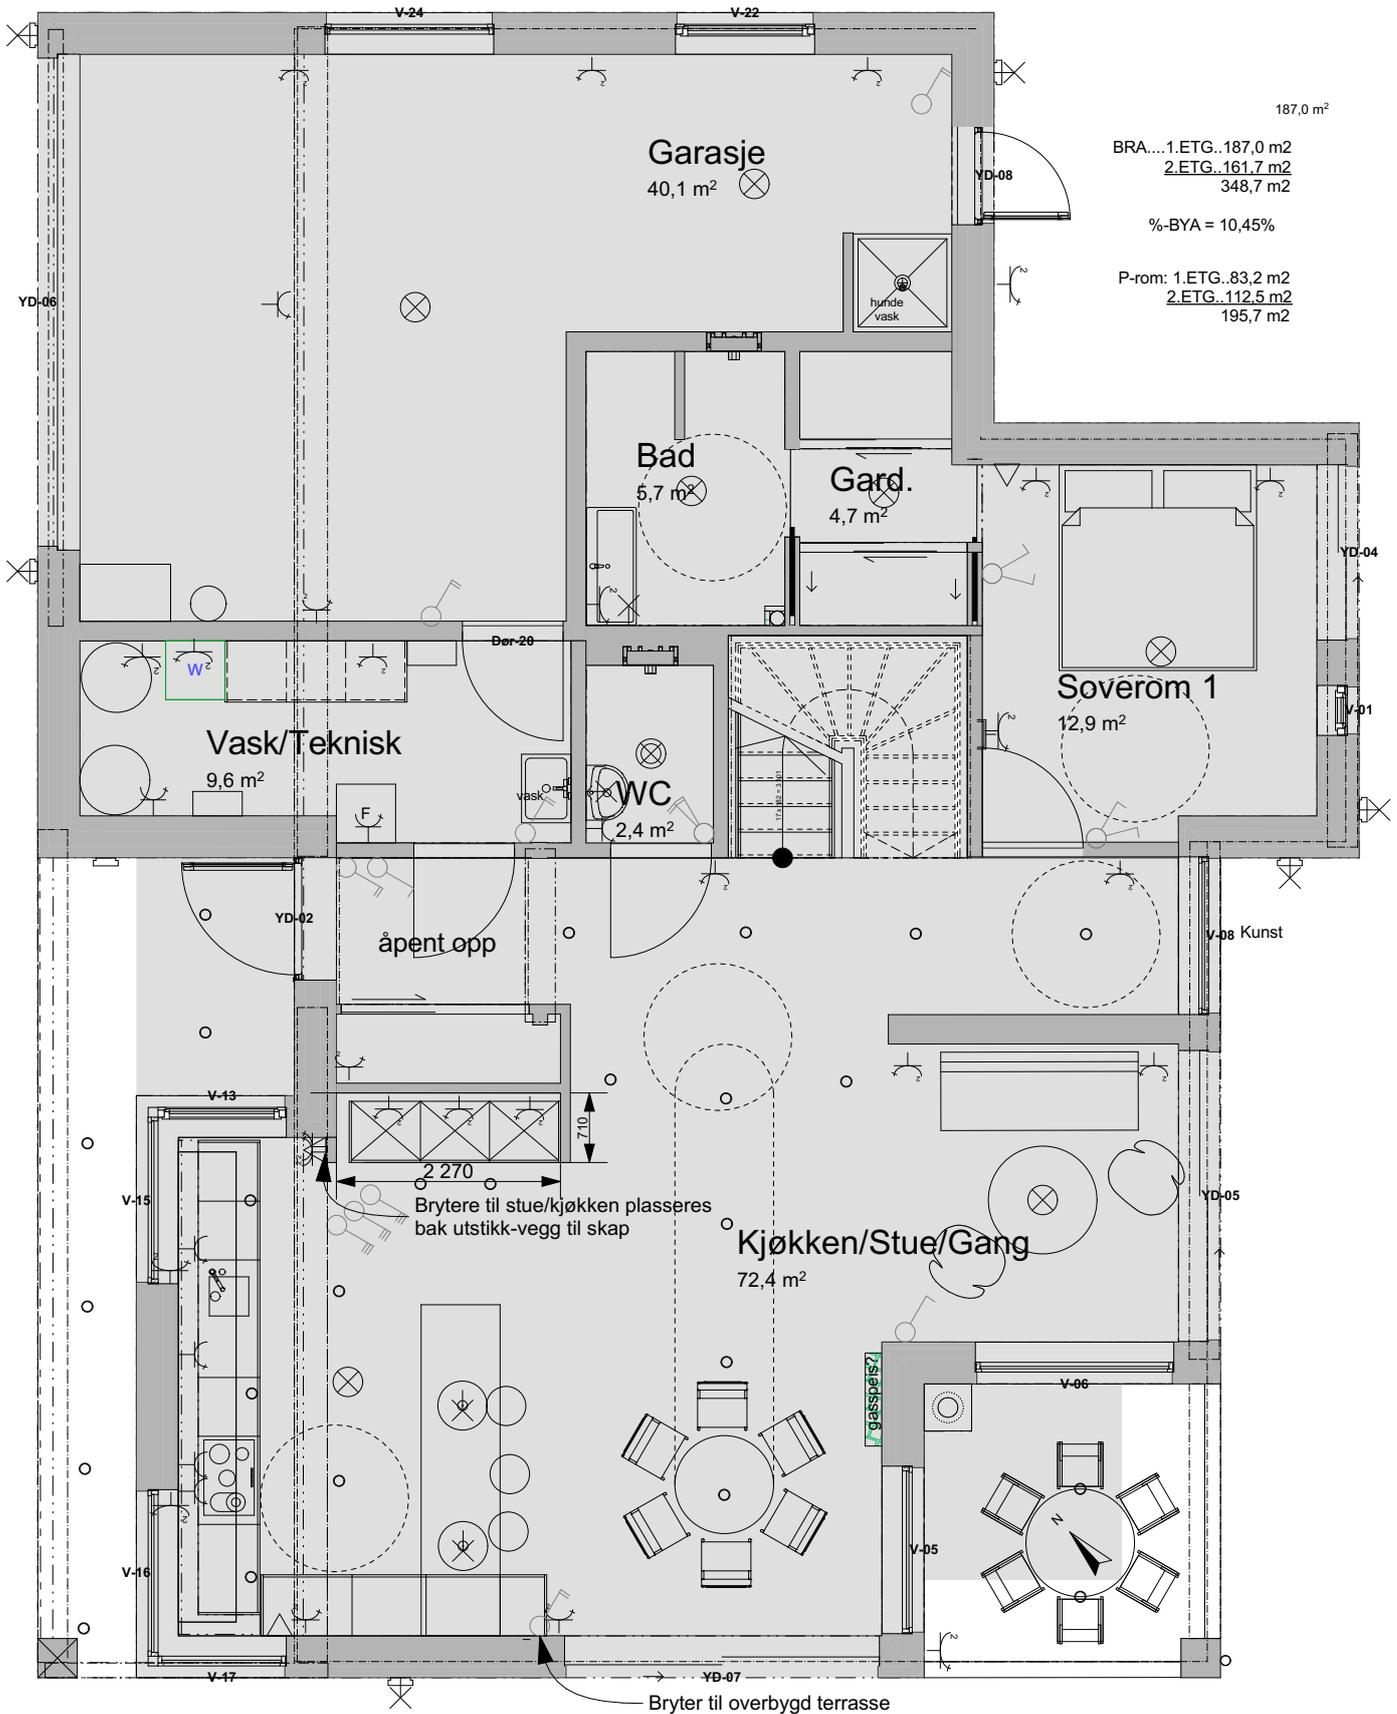 V-24
V-22
187,0 m²
Garasje
40,1 m²
BRA....1.ETG..187,0 m2
2.ETG..161,7 m2
348,7 m2
%-BYA = 10,45%
P-rom: 1.ETG..83,2 m2
2.ETG..112,5 m2
195,7 m2
YD-08
YD-06
hunde
vask
Bad
5,7 m²
Gard.
4,7 m²
YD-04
Dør-20
W
Soverom 1
12,9 m²
V-01
Vask/Teknisk
9,6 m²
vask
WC
2,4 m²
F
YD-02
åpent opp
V-08 Kunst
V-13
710
2 270
V-15
Brytere til stue/kjøkken plasseres
bak utstikk-vegg til skap
YD-05
Kjøkken/Stue/Gang
72,4 m²
gasspeis?
V-06
N
V-05
V-16
V-17
YD-07
Bryter til overbygd terrasse